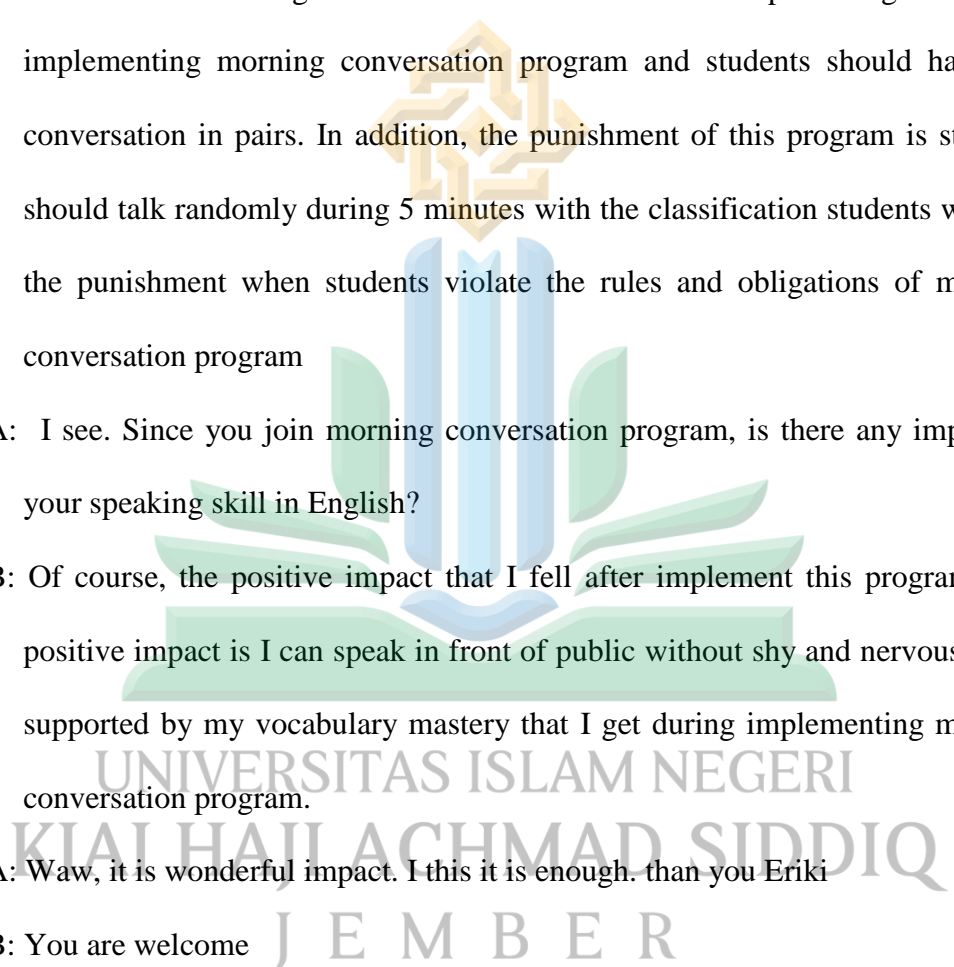 implementing morning conversation program and students should
conversation in pairs. In addition, the punishment of this program is
should talk randomly during 5 minutes with the classification students
the punishment when students violate the rules and obligations of
conversation program
: I see. Since you join morning conversation program, is there any
your speaking skill in English?
: Of course, the positive impact that I fell after implement this program
positive impact is I can speak in front of public without shy and nervous
supported by my vocabulary mastery that I get during implementing
conversation program.
: Waw, it is wonderful impact. I this it is enough. than you Eriki
: You are welcome
UNIVERSITAS ISLAM NEGERI
KIAI HAJI ACHMAD SIDDIQ
JEMBER